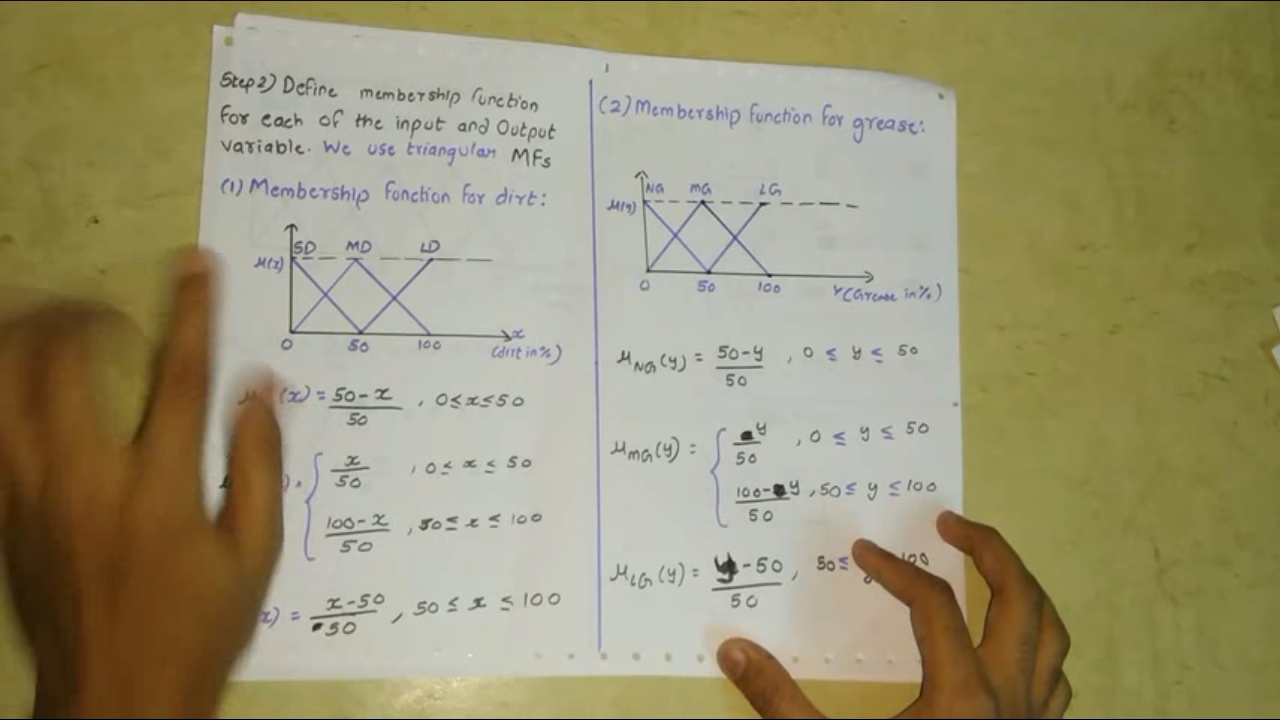 Step2) Define membership function
for each of the input and Output
variable. We use triangular MFs
(1) Membership function for dirt:
SD MD LD
μ(x)
0 50 100 x
(dirt in %)
(x) = 50-x / 50 , 0≤x≤50
x / 50 , 0≤ x ≤ 50
100-x / 50 , 50≤ x ≤ 100
x) = x-50 / 50 , 50 ≤ x ≤ 100
(2) Membership function for grease:
NG MG LG
μ(y)
0 50 100 Y(Grease in %)
μNG(y) = 50-y / 50 , 0 ≤ y ≤ 50
μMG(y) = y / 50 , 0 ≤ y ≤ 50
100-y / 50 , 50≤ y ≤100
μLG(y) = y-50 / 50 , 50≤ y 100